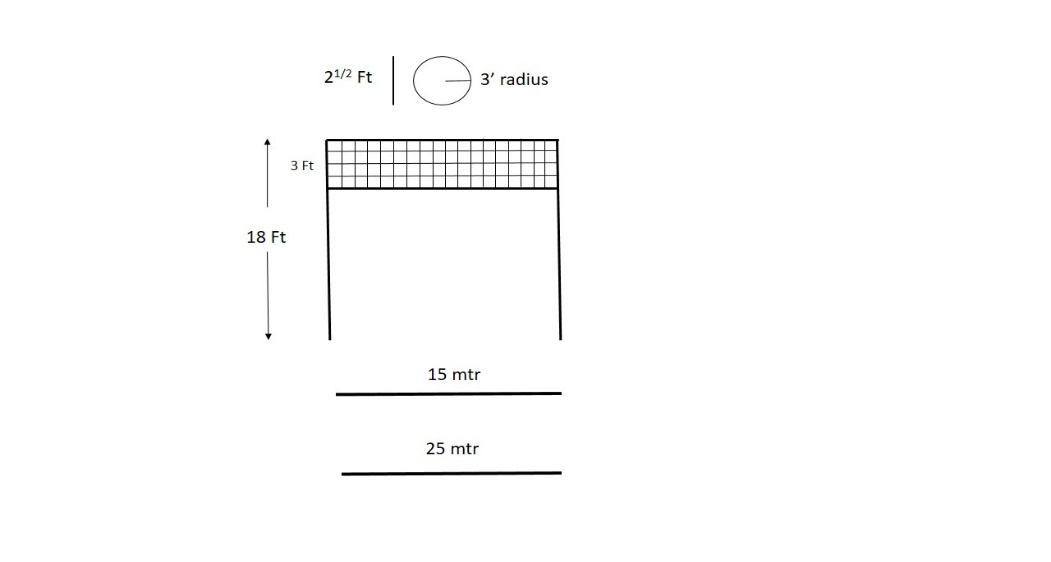 2 1/2 Ft
3’ radius
3 Ft
18 Ft
15 mtr
25 mtr